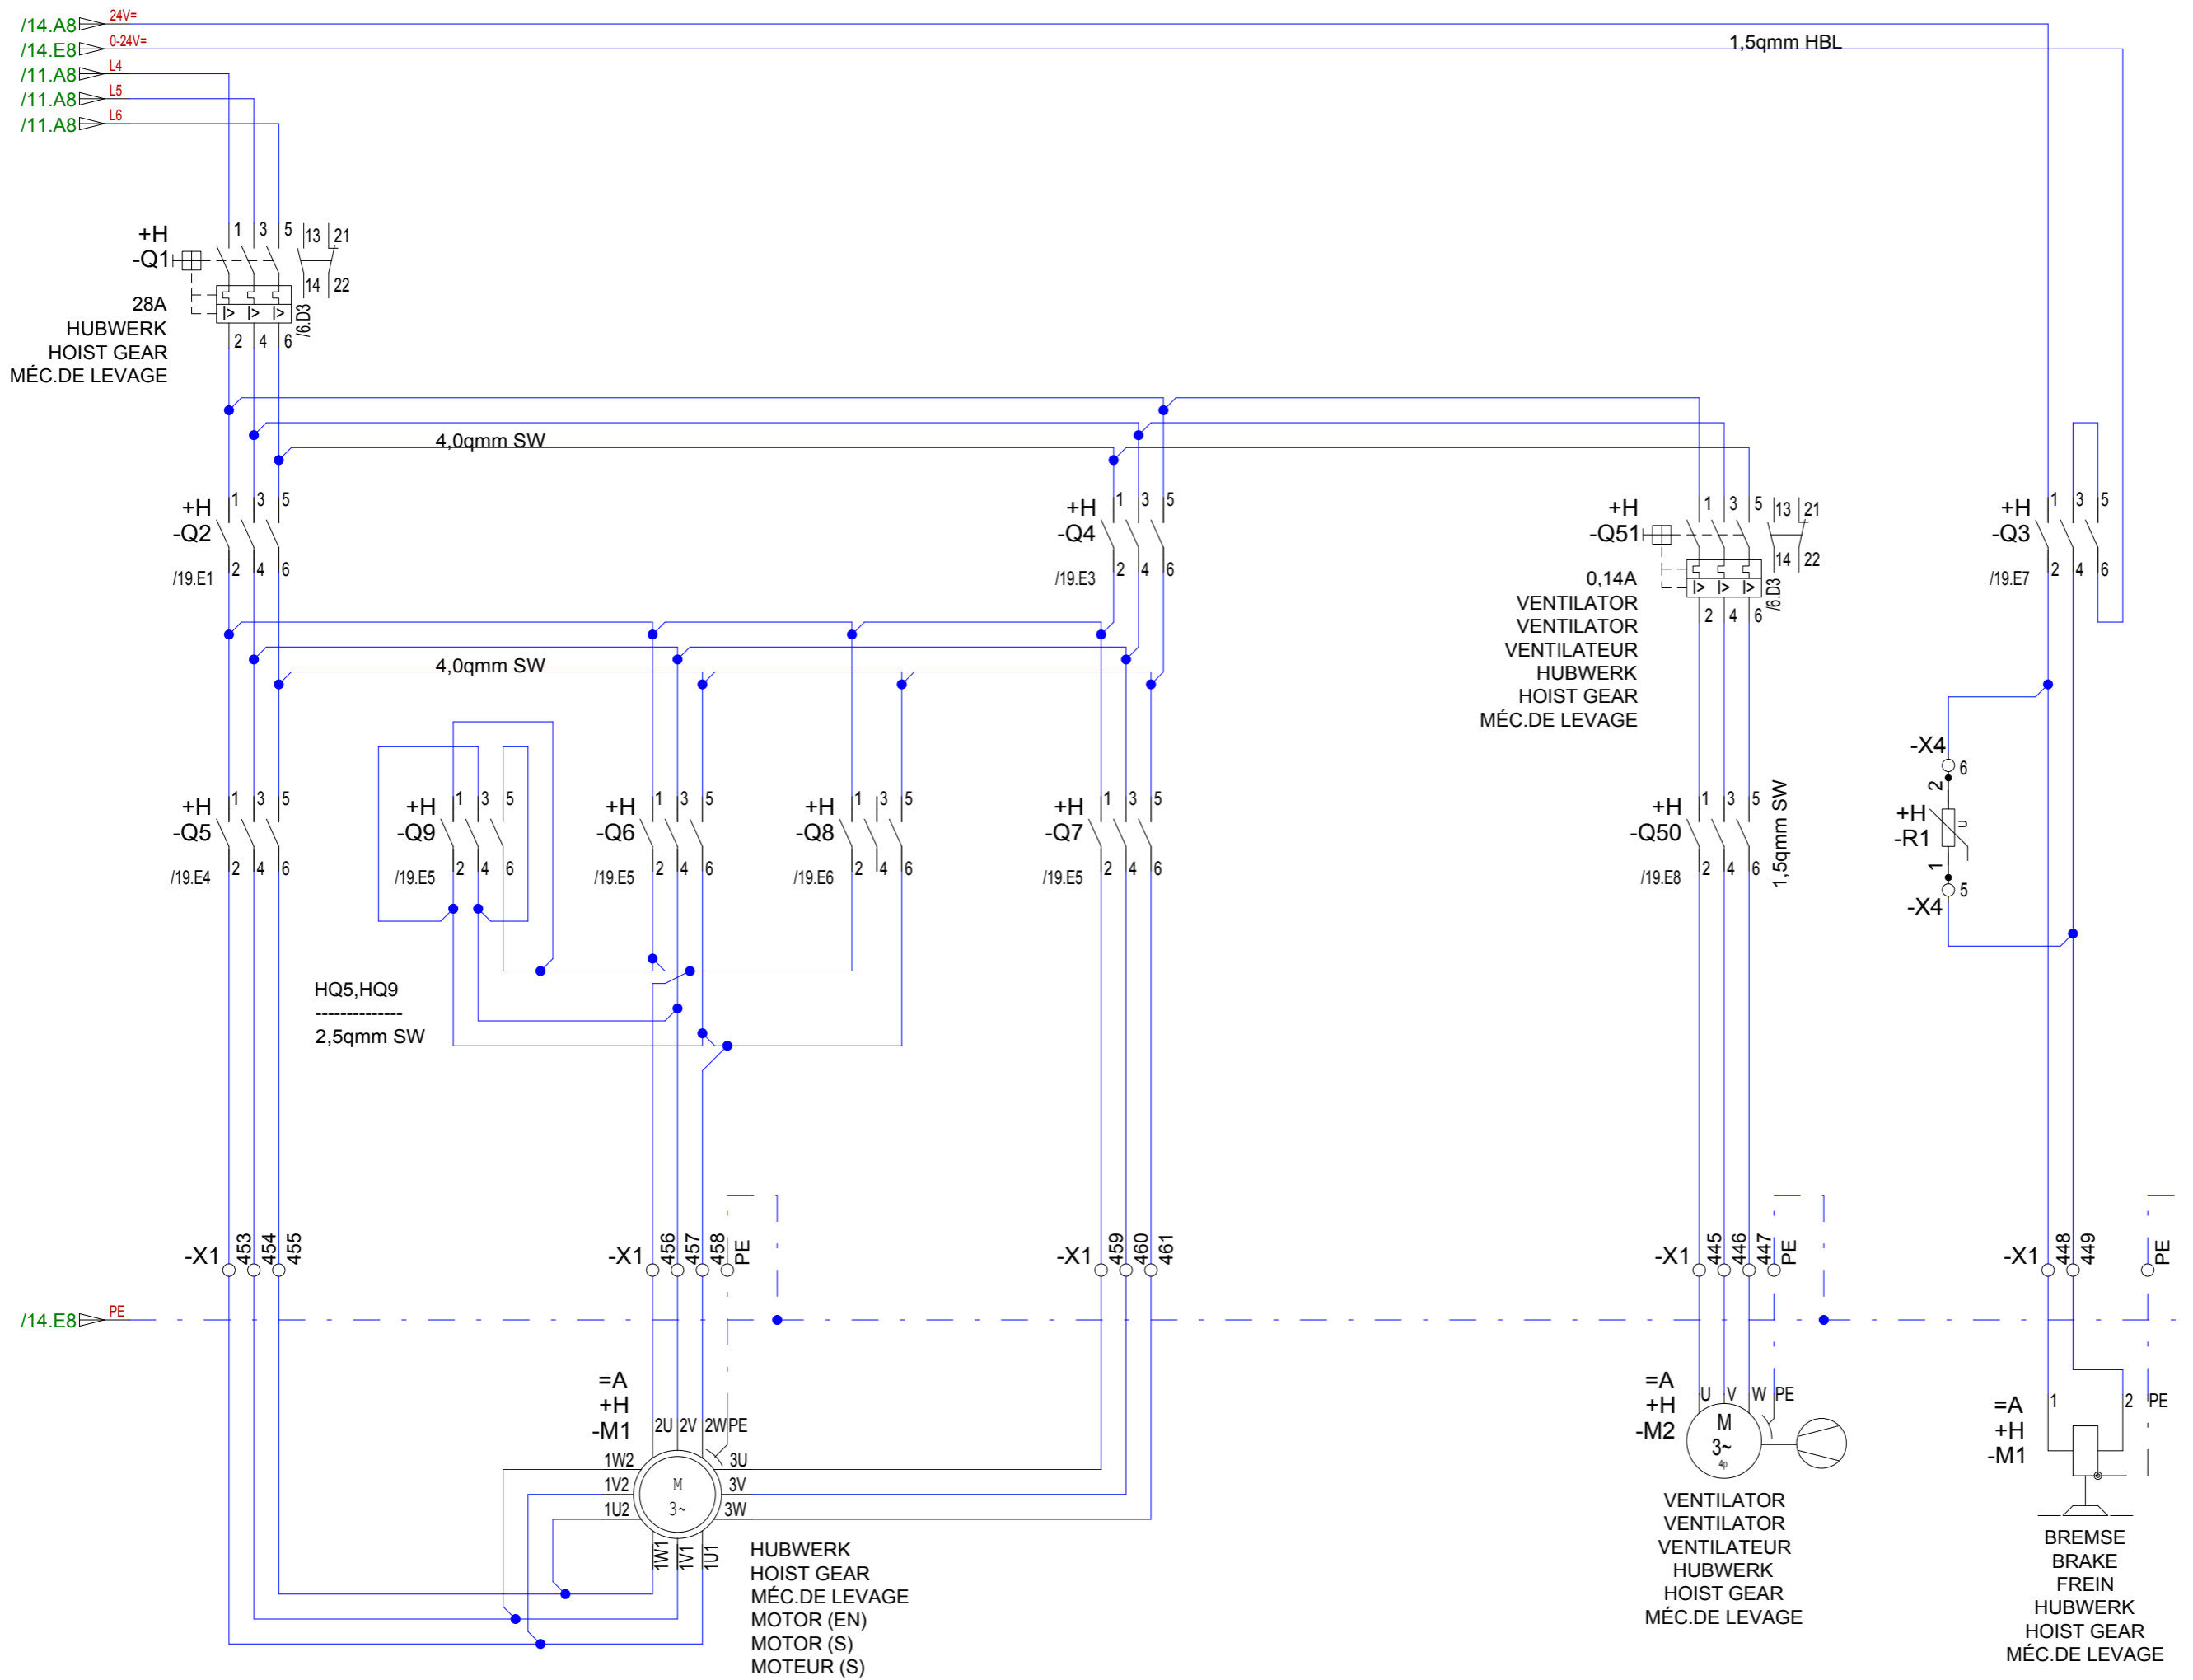 /14.A8 24V=
/14.E8 0-24V=
1,5qmm HBL
/11.A8 L4
/11.A8 L5
/11.A8 L6
+H
-Q1
1 3 5 13 21
14 22
28A
HUBWERK
HOIST GEAR
MÉC.DE LEVAGE
I> I> I>
/6.D3
2 4 6
4,0qmm SW
+H
-Q2
/19.E1
1 3 5
2 4 6
+H
-Q4
/19.E3
1 3 5
2 4 6
+H
-Q51
1 3 5 13 21
14 22
0,14A
VENTILATOR
VENTILATOR
VENTILATEUR
HUBWERK
HOIST GEAR
MÉC.DE LEVAGE
I> I> I>
/6.D3
2 4 6
+H
-Q3
/19.E7
1 3 5
2 4 6
4,0qmm SW
+H
-Q5
/19.E4
1 3 5
2 4 6
+H
-Q9
/19.E5
1 3 5
2 4 6
+H
-Q6
/19.E5
1 3 5
2 4 6
+H
-Q8
/19.E6
1 3 5
2 4 6
+H
-Q7
/19.E5
1 3 5
2 4 6
+H
-Q50
/19.E8
1 3 5
2 4 6
1,5qmm SW
-X4
6
2
+H
-R1
U
1
5
-X4
HQ5,HQ9
--------------
2,5qmm SW
-X1 453 454 455
-X1 456 457 458 PE
-X1 459 460 461
-X1 445 446 447 PE
-X1 448 449 PE
/14.E8 PE
=A
+H
-M1
2U 2V 2W PE
1W2
1V2
1U2
3U
3V
3W
M
3~
1W1 1V1 1U1
HUBWERK
HOIST GEAR
MÉC.DE LEVAGE
MOTOR (EN)
MOTOR (S)
MOTEUR (S)
=A
+H
-M2
U V W PE
M
3~
4p
VENTILATOR
VENTILATOR
VENTILATEUR
HUBWERK
HOIST GEAR
MÉC.DE LEVAGE
=A
+H
-M1
1 2 PE
BREMSE
BRAKE
FREIN
HUBWERK
HOIST GEAR
MÉC.DE LEVAGE